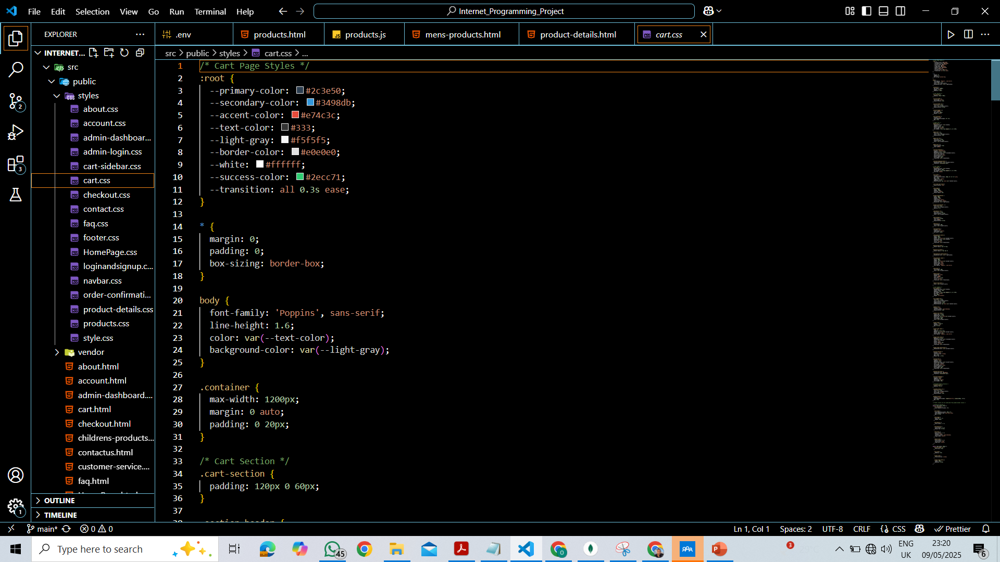 File Edit Selection View Go Run Terminal Help
Internet_Programming_Project
EXPLORER
.env
products.html
products.js
mens-products.html
product-details.html
cart.css
INTERNET...
src > public > styles > cart.css > ...
src
public
styles
about.css
account.css
admin-dashboar...
admin-login.css
cart-sidebar.css
cart.css
checkout.css
contact.css
faq.css
footer.css
HomePage.css
loginandsignup.c...
navbar.css
order-confirmati...
product-details.css
products.css
style.css
vendor
about.html
account.html
admin-dashboard....
cart.html
checkout.html
childrens-products...
contactus.html
customer-service....
faq.html
OUTLINE
TIMELINE
2
3
1
1 /* Cart Page Styles */
2 :root {
3 --primary-color: #2c3e50;
4 --secondary-color: #3498db;
5 --accent-color: #e74c3c;
6 --text-color: #333;
7 --light-gray: #f5f5f5;
8 --border-color: #e0e0e0;
9 --white: #ffffff;
10 --success-color: #2ecc71;
11 --transition: all 0.3s ease;
12 }
13
14 * {
15 margin: 0;
16 padding: 0;
17 box-sizing: border-box;
18 }
19
20 body {
21 font-family: 'Poppins', sans-serif;
22 line-height: 1.6;
23 color: var(--text-color);
24 background-color: var(--light-gray);
25 }
26
27 .container {
28 max-width: 1200px;
29 margin: 0 auto;
30 padding: 0 20px;
31 }
32
33 /* Cart Section */
34 .cart-section {
35 padding: 120px 0 60px;
36 }
37
main* 0 0
Ln 1, Col 1 Spaces: 2 UTF-8 CRLF {} CSS Prettier
Type here to search
45
3
ENG
UK
23:20
09/05/2025
6